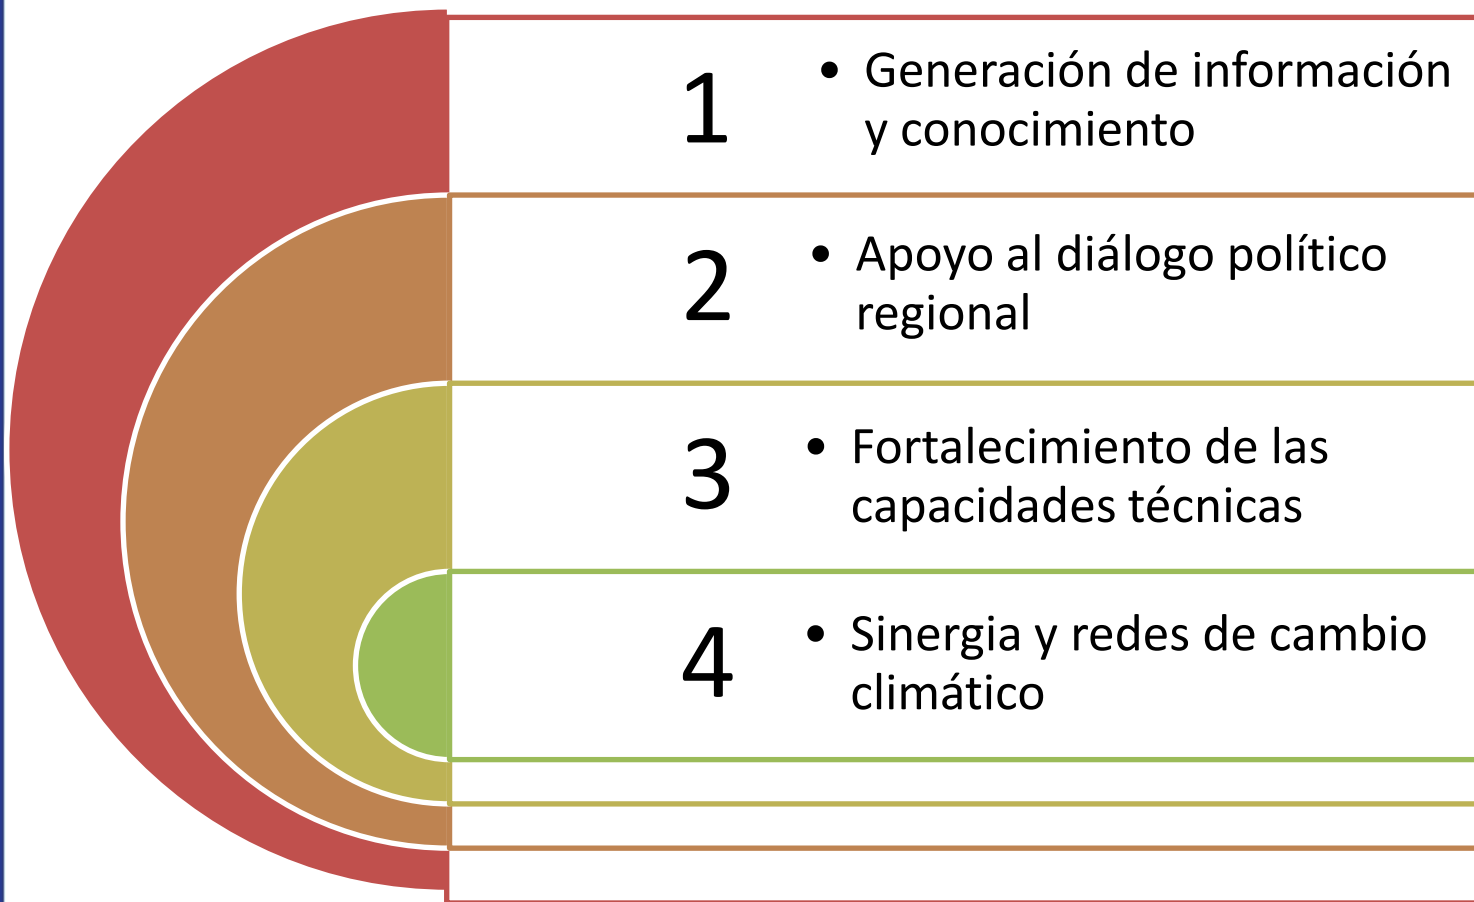 1
• Generación de información
y conocimiento
2
• Apoyo al diálogo político
regional
3
• Fortalecimiento de las
capacidades técnicas
4
• Sinergia y redes de cambio
climático